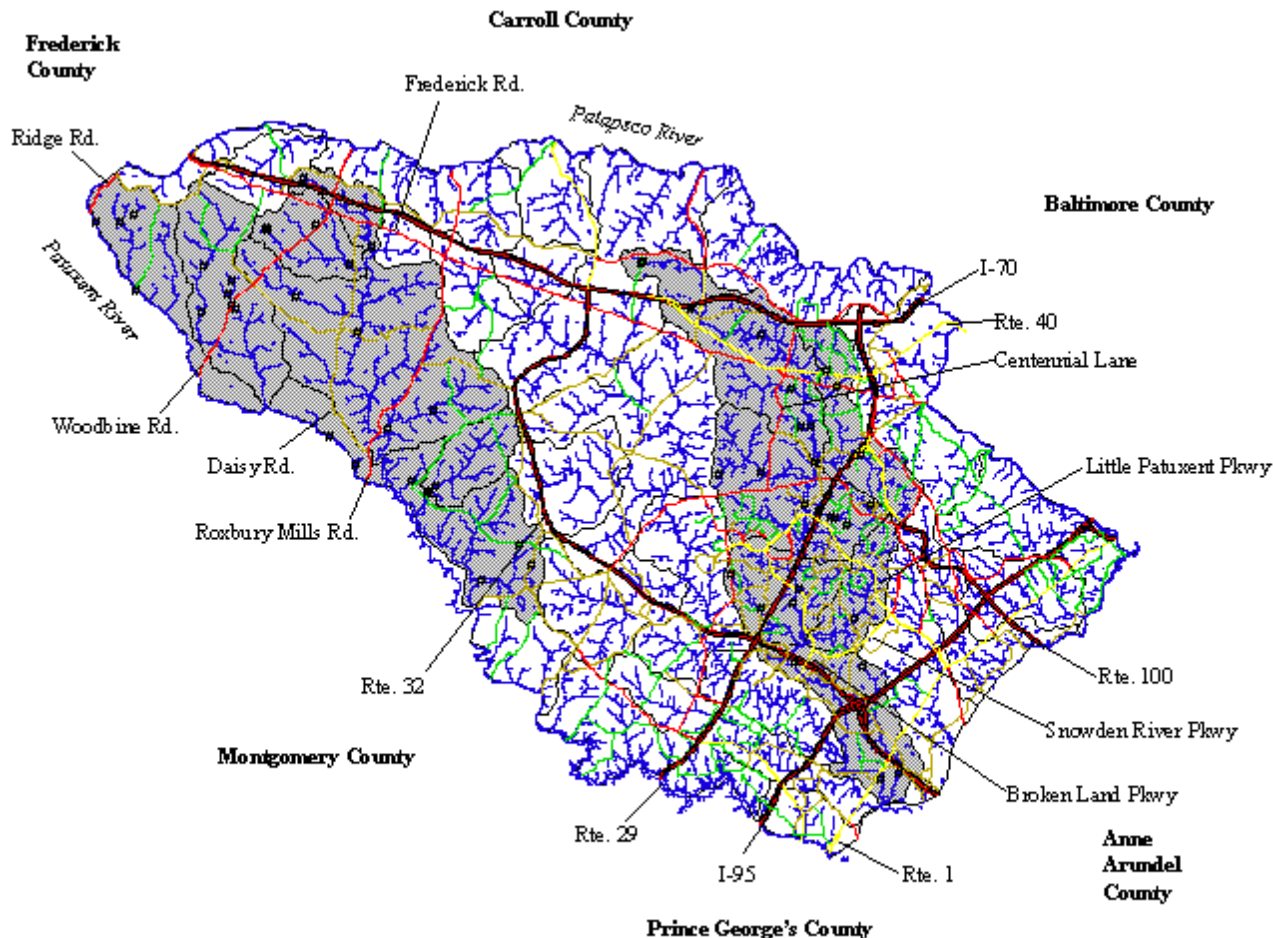 Carroll County
Frederick
County
Frederick Rd.
Patapsco River
Ridge Rd.
Baltimore County
Patuxent River
I-70
Rte. 40
Centennial Lane
Woodbine Rd.
Daisy Rd.
Little Patuxent Pkwy
Roxbury Mills Rd.
Rte. 32
Rte. 100
Snowden River Pkwy
Montgomery County
Broken Land Pkwy
Rte. 29
I-95
Rte. 1
Anne
Arundel
County
Prince George's County